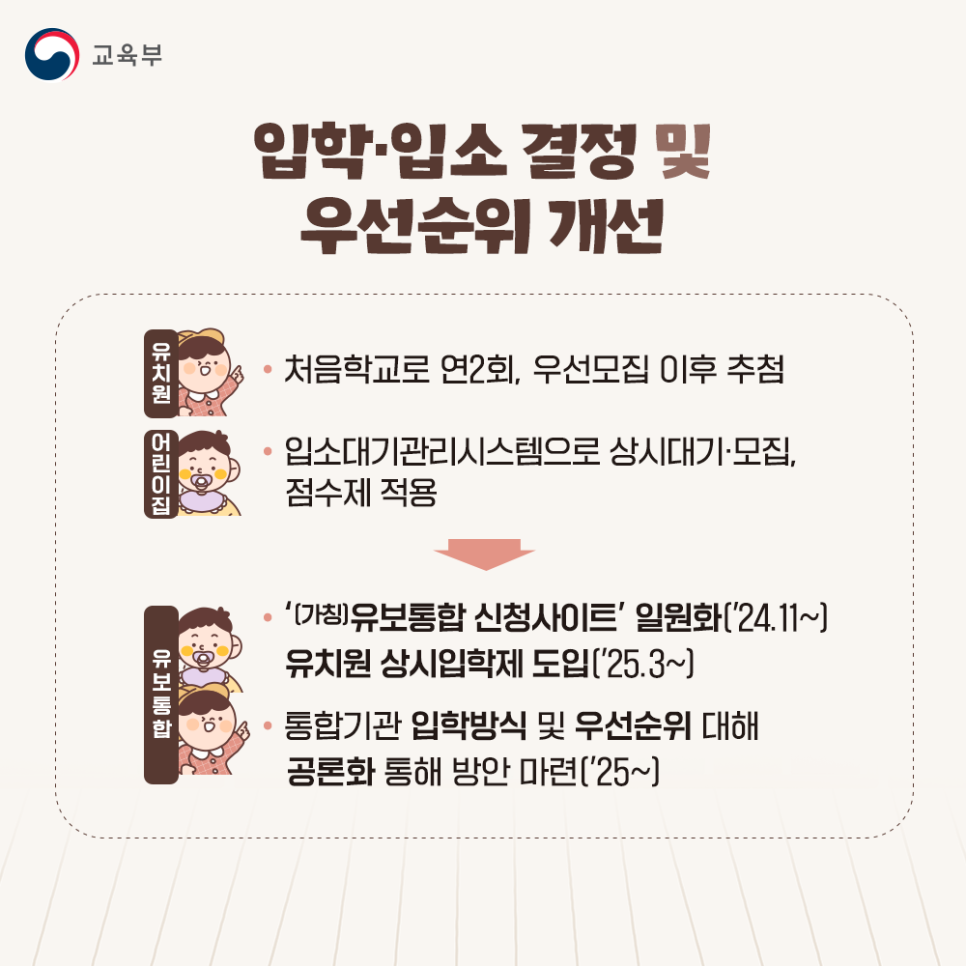 교육부
입학·입소 결정 및
우선순위 개선
유치원
• 처음학교로 연2회, 우선모집 이후 추첨
어린이집
• 입소대기관리시스템으로 상시대기·모집,
점수제 적용
유보통합
• ‘(가칭)유보통합 신청사이트’ 일원화(’24.11~)
유치원 상시입학제 도입(’25.3~)
• 통합기관 입학방식 및 우선순위 대해
공론화 통해 방안 마련(’25~)